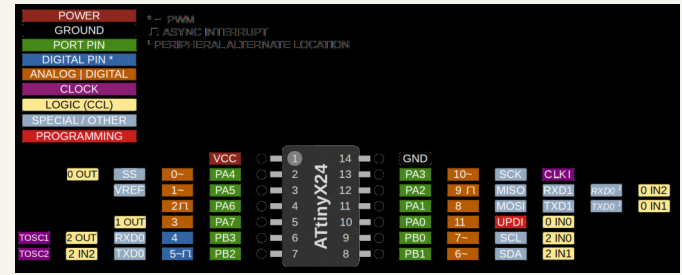 POWER
GROUND
PORT PIN
DIGITAL PIN *
ANALOG | DIGITAL
CLOCK
LOGIC (CCL)
SPECIAL / OTHER
PROGRAMMING
* ~ PWM
ASYNC INTERRUPT
¹ PERIPHERAL ALTERNATE LOCATION
VCC 1 14 GND
0 OUT SS 0~ PA4 2 13 PA3 10~ SCK CLKI
VREF 1~ PA5 3 12 PA2 9 MISO RXD1 RXD0 ¹ 0 IN2
2 PA6 4 11 PA1 8 MOSI TXD1 TXD0 ¹ 0 IN1
1 OUT 3 PA7 5 10 PA0 11 UPDI 0 IN0
TOSC1 2 OUT RXD0 4 PB3 6 9 PB0 7~ SCL 2 IN0
TOSC2 2 IN2 TXD0 5~ PB2 7 8 PB1 6~ SDA 2 IN1
ATtinyX24